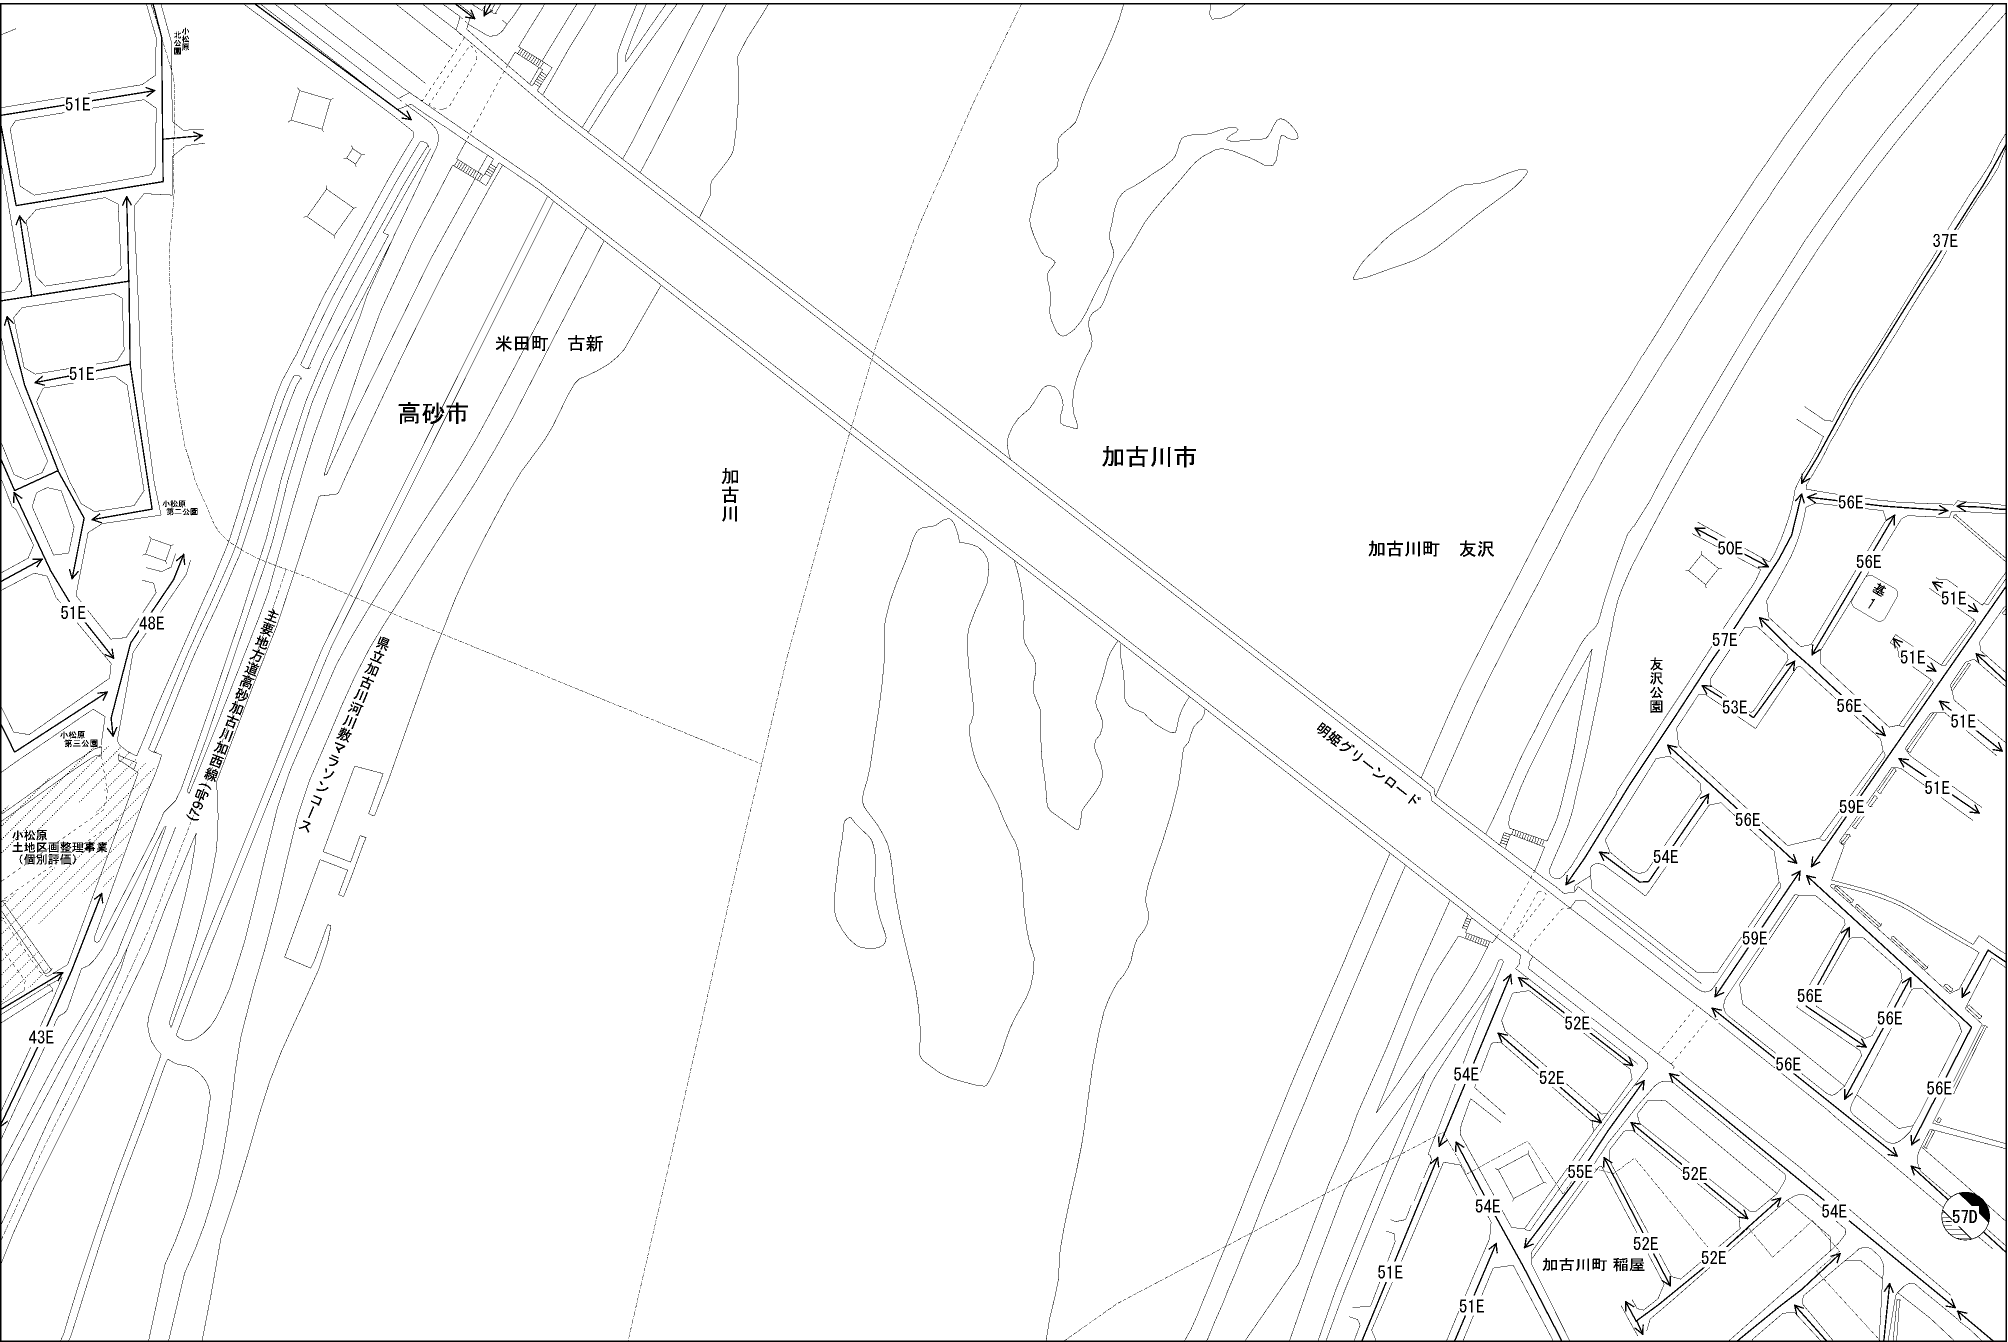 小松原
北公園
51E
37E
米田町　古新
51E
高砂市
加古川市
加古川
小松原
第二公園
56E
加古川町　友沢
50E
56E
基
1
51E
51E
48E
57E
51E
主要地方道高砂加古川加西線
(79号)
県立加古川河川敷マラソンコース
友沢公園
53E
56E
51E
小松原
第三公園
明姫グリーンロード
51E
59E
56E
小松原
土地区画整理事業
（個別評価）
54E
59E
56E
56E
52E
43E
56E
54E
52E
56E
55E
52E
54E
54E
57D
52E
52E
加古川町 稲屋
51E
51E